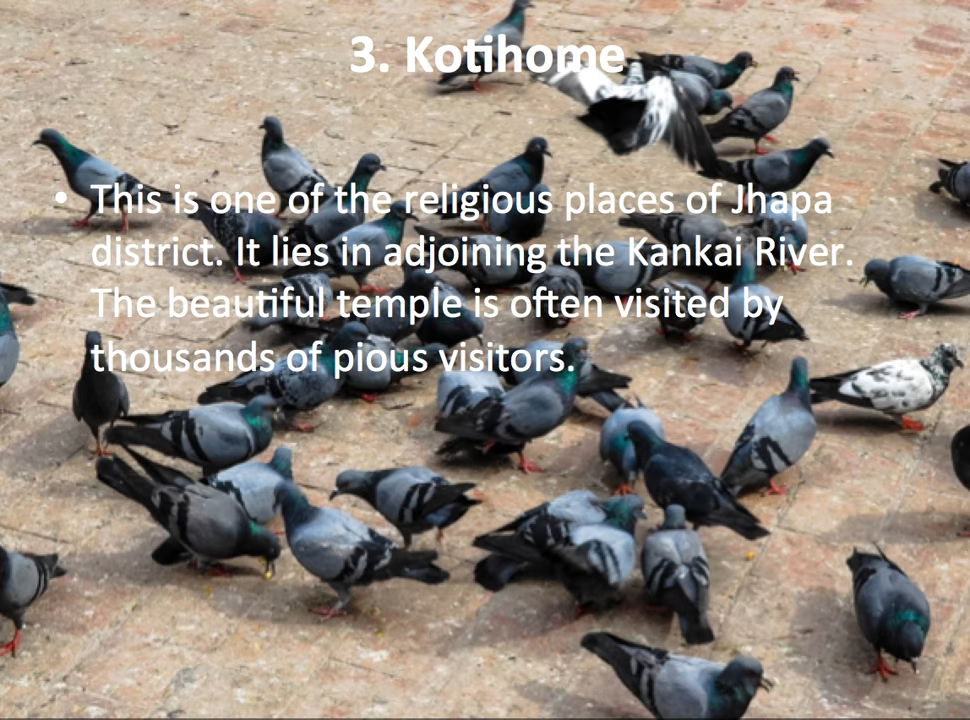 3. Kotihome
• This is one of the religious places of Jhapa
district. It lies in adjoining the Kankai River.
The beautiful temple is often visited by
thousands of pious visitors.